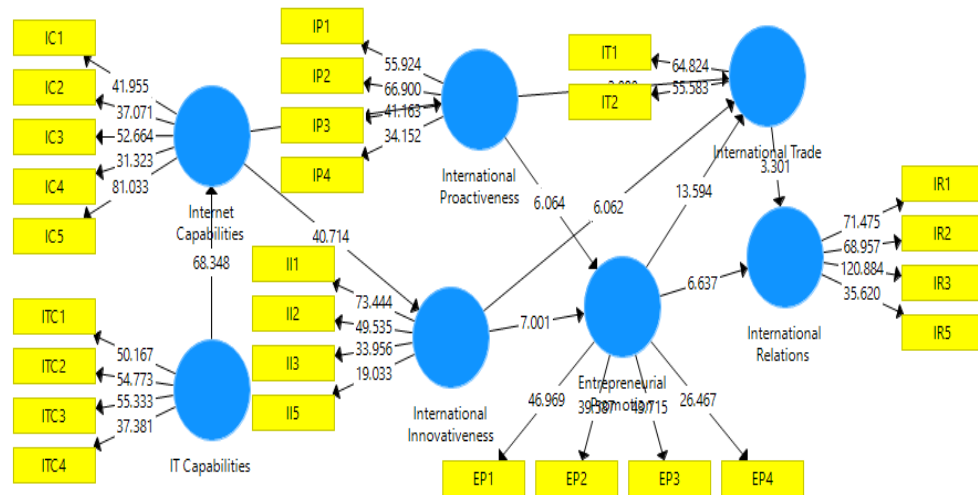 IC1
IC2
IC3
IC4
IC5
41.955
37.071
52.664
31.323
81.033
Internet
Capabilities
68.348
ITC1
ITC2
ITC3
ITC4
50.167
54.773
55.333
37.381
IT Capabilities
IP1
IP2
IP3
IP4
55.924
66.900
41.163
34.152
International
Proactiveness
40.714
II1
II2
II3
II5
73.444
49.535
33.956
19.033
International
Innovativeness
6.064
6.062
7.001
IT1
IT2
64.824
55.583
International Trade
3.301
13.594
6.637
Entrepreneurial
Promotion
46.969
26.467
EP1
EP2
EP3
EP4
International
Relations
71.475
68.957
120.884
35.620
IR1
IR2
IR3
IR5